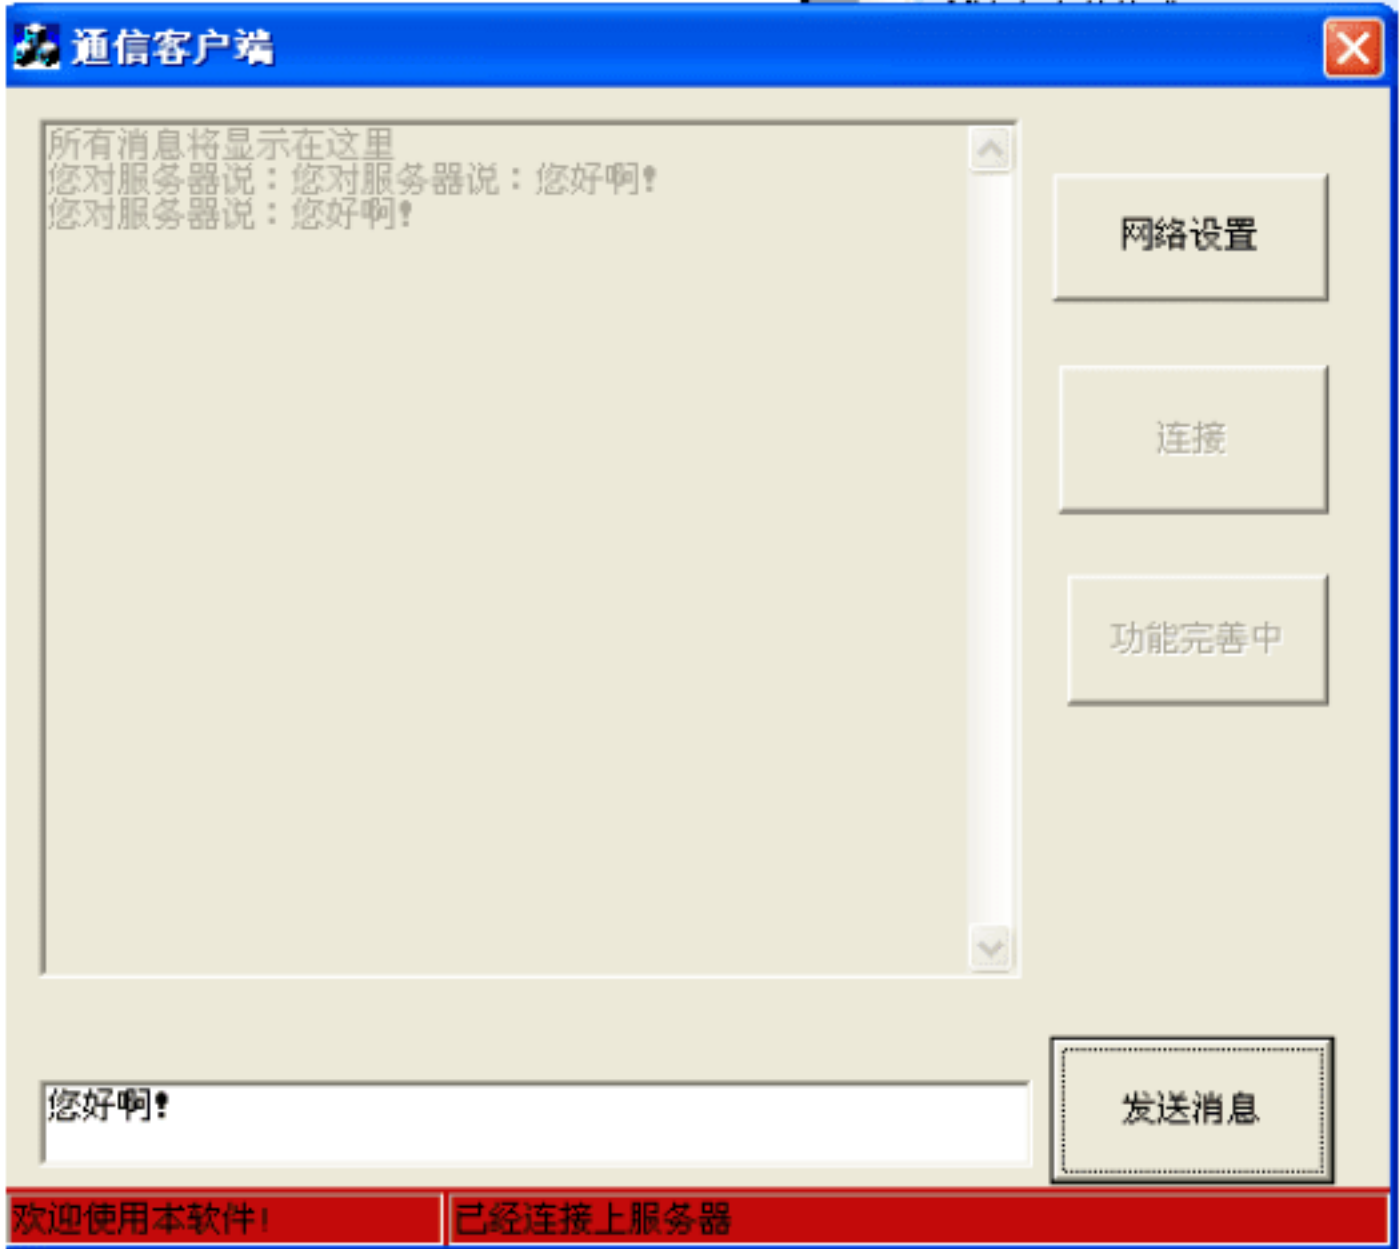 通信客户端
所有消息将显示在这里
您对服务器说：您对服务器说：您好啊!
您对服务器说：您好啊!
网络设置
连接
功能完善中
您好啊!
发送消息
欢迎使用本软件!
已经连接上服务器